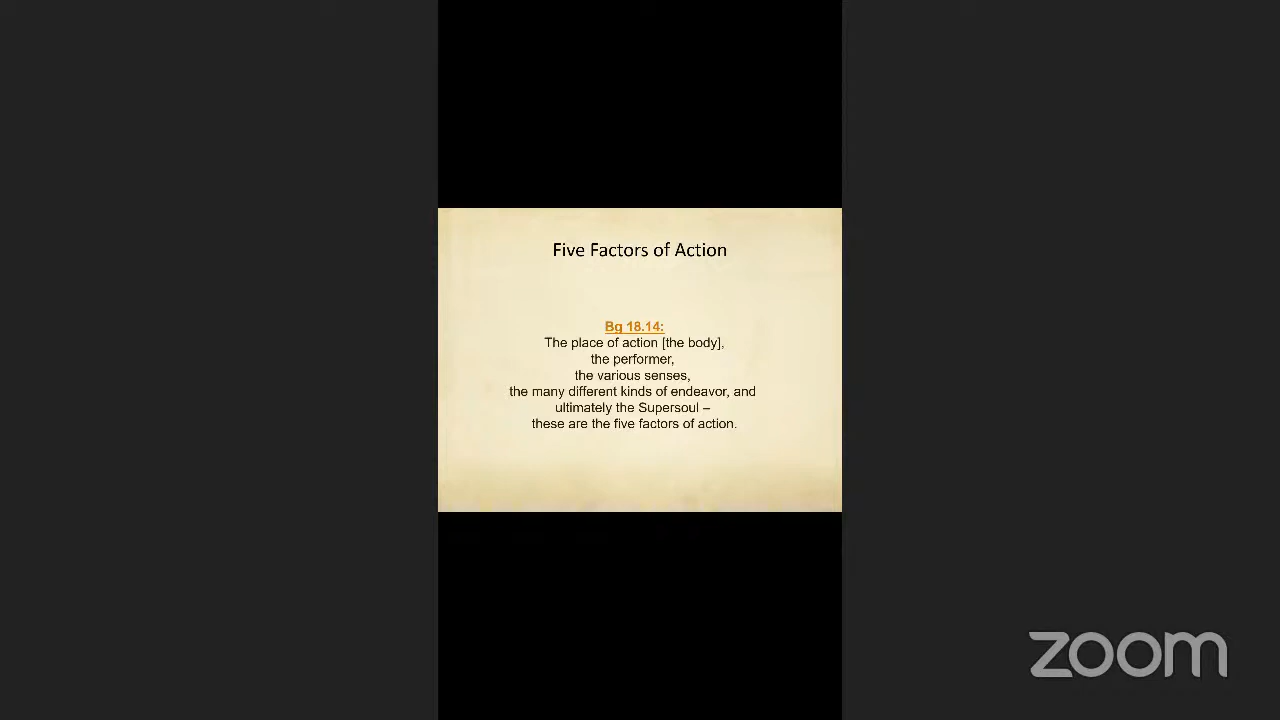 Five Factors of Action
Bg 18.14:
The place of action [the body],
the performer,
the various senses,
the many different kinds of endeavor, and
ultimately the Supersoul –
these are the five factors of action.
zoom